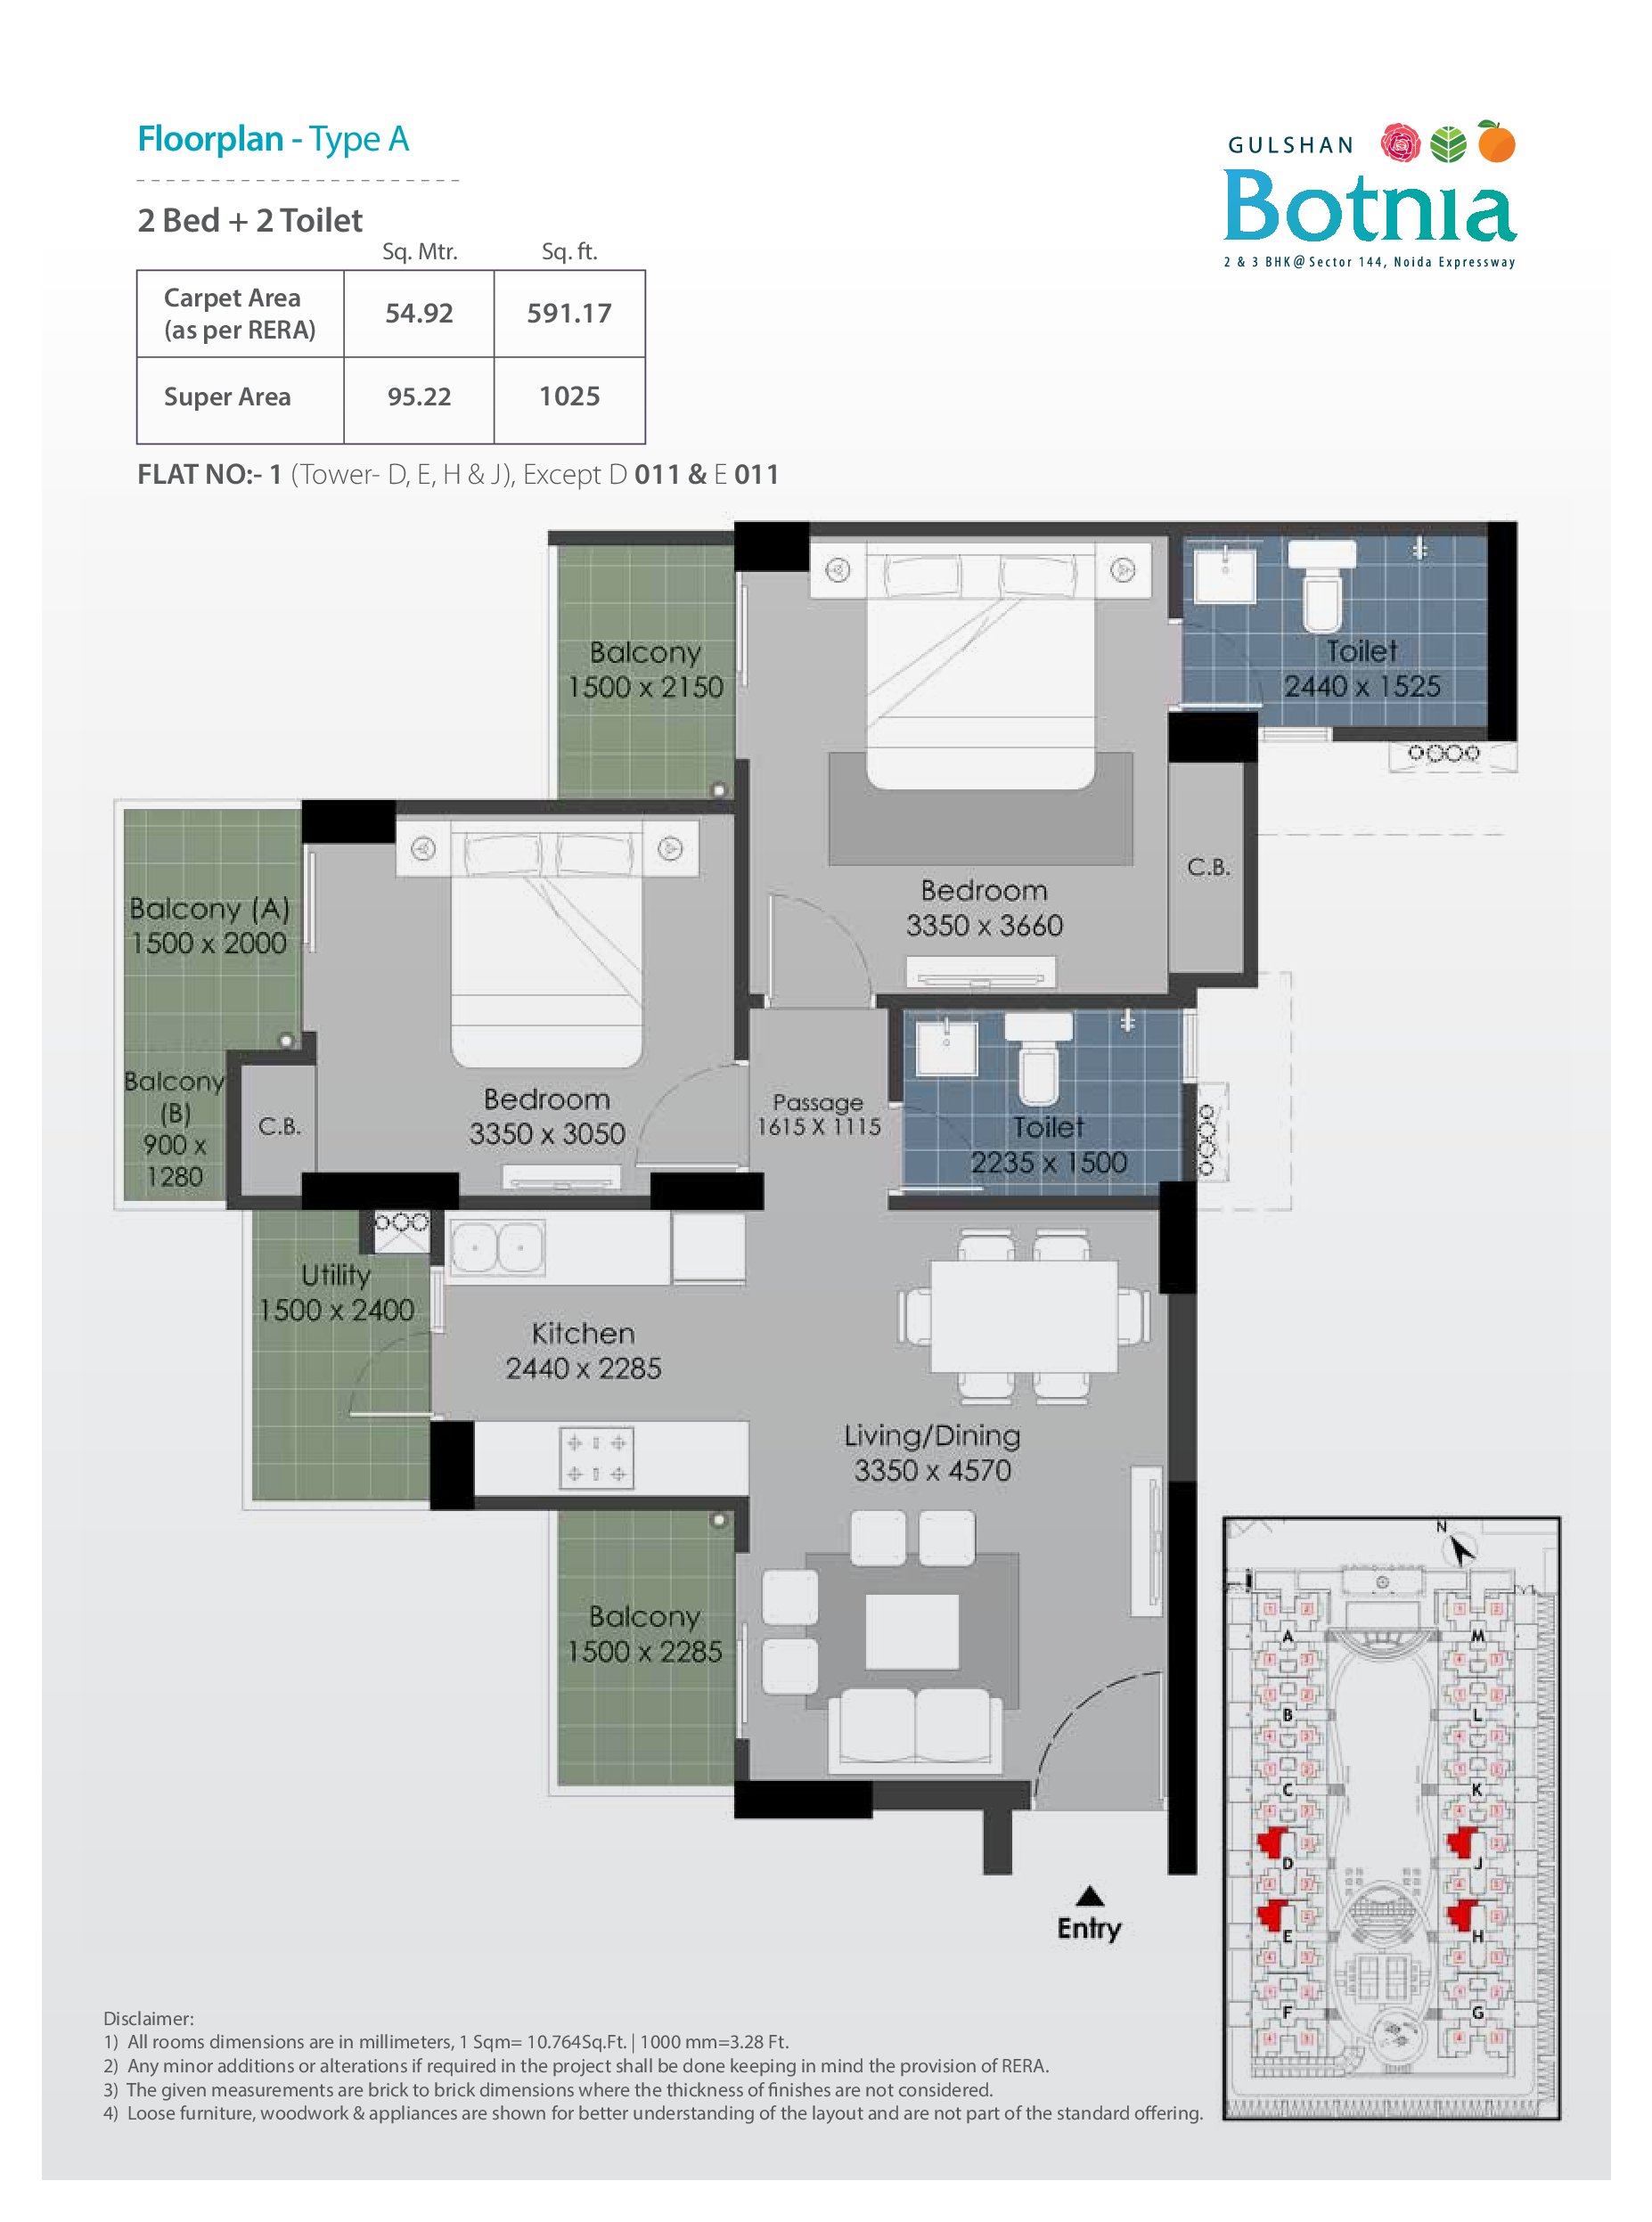 Floorplan - Type A
GULSHAN
Botnia
2 & 3 BHK@Sector 144, Noida Expressway
2 Bed + 2 Toilet
Sq. Mtr. Sq. ft.
Carpet Area
(as per RERA)
54.92 591.17
Super Area 95.22 1025
FLAT NO:- 1 (Tower- D, E, H & J), Except D 011 & E 011
Balcony
1500 x 2150
Toilet
2440 x 1525
C.B.
Bedroom
3350 x 3660
Balcony (A)
1500 x 2000
Balcony
(B)
900 x
1280
C.B.
Bedroom
3350 x 3050
Passage
1615 X 1115
Toilet
2235 x 1500
Utility
1500 x 2400
Kitchen
2440 x 2285
Living/Dining
3350 x 4570
Balcony
1500 x 2285
Entry
N
A M
B L
C K
D J
E H
F G
Disclaimer:
1) All rooms dimensions are in millimeters, 1 Sqm= 10.764Sq.Ft. | 1000 mm=3.28 Ft.
2) Any minor additions or alterations if required in the project shall be done keeping in mind the provision of RERA.
3) The given measurements are brick to brick dimensions where the thickness of finishes are not considered.
4) Loose furniture, woodwork & appliances are shown for better understanding of the layout and are not part of the standard offering.